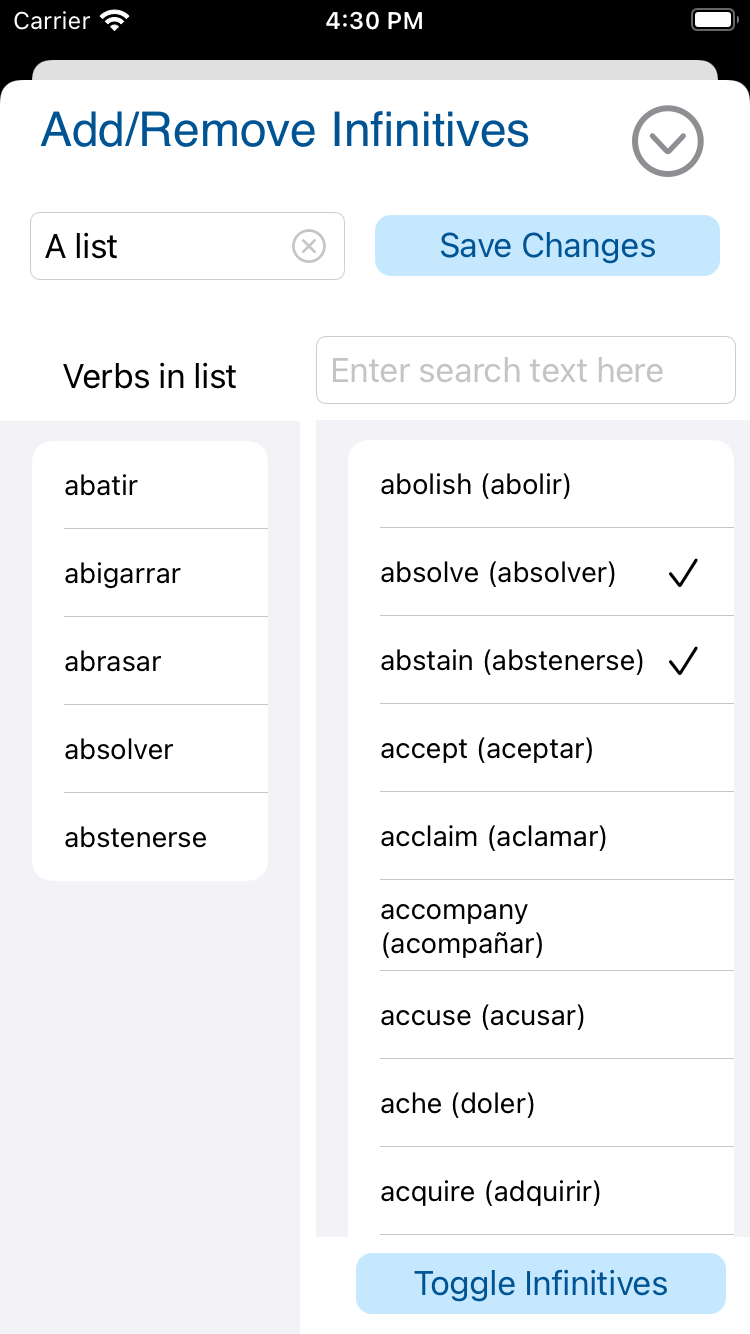 Carrier
4:30 PM
Add/Remove Infinitives
A list
Save Changes
Verbs in list
Enter search text here
abatir
abigarrar
abrasar
absolver
abstenerse
abolish (abolir)
absolve (absolver)
abstain (abstenerse)
accept (aceptar)
acclaim (aclamar)
accompany
(acompañar)
accuse (acusar)
ache (doler)
acquire (adquirir)
Toggle Infinitives